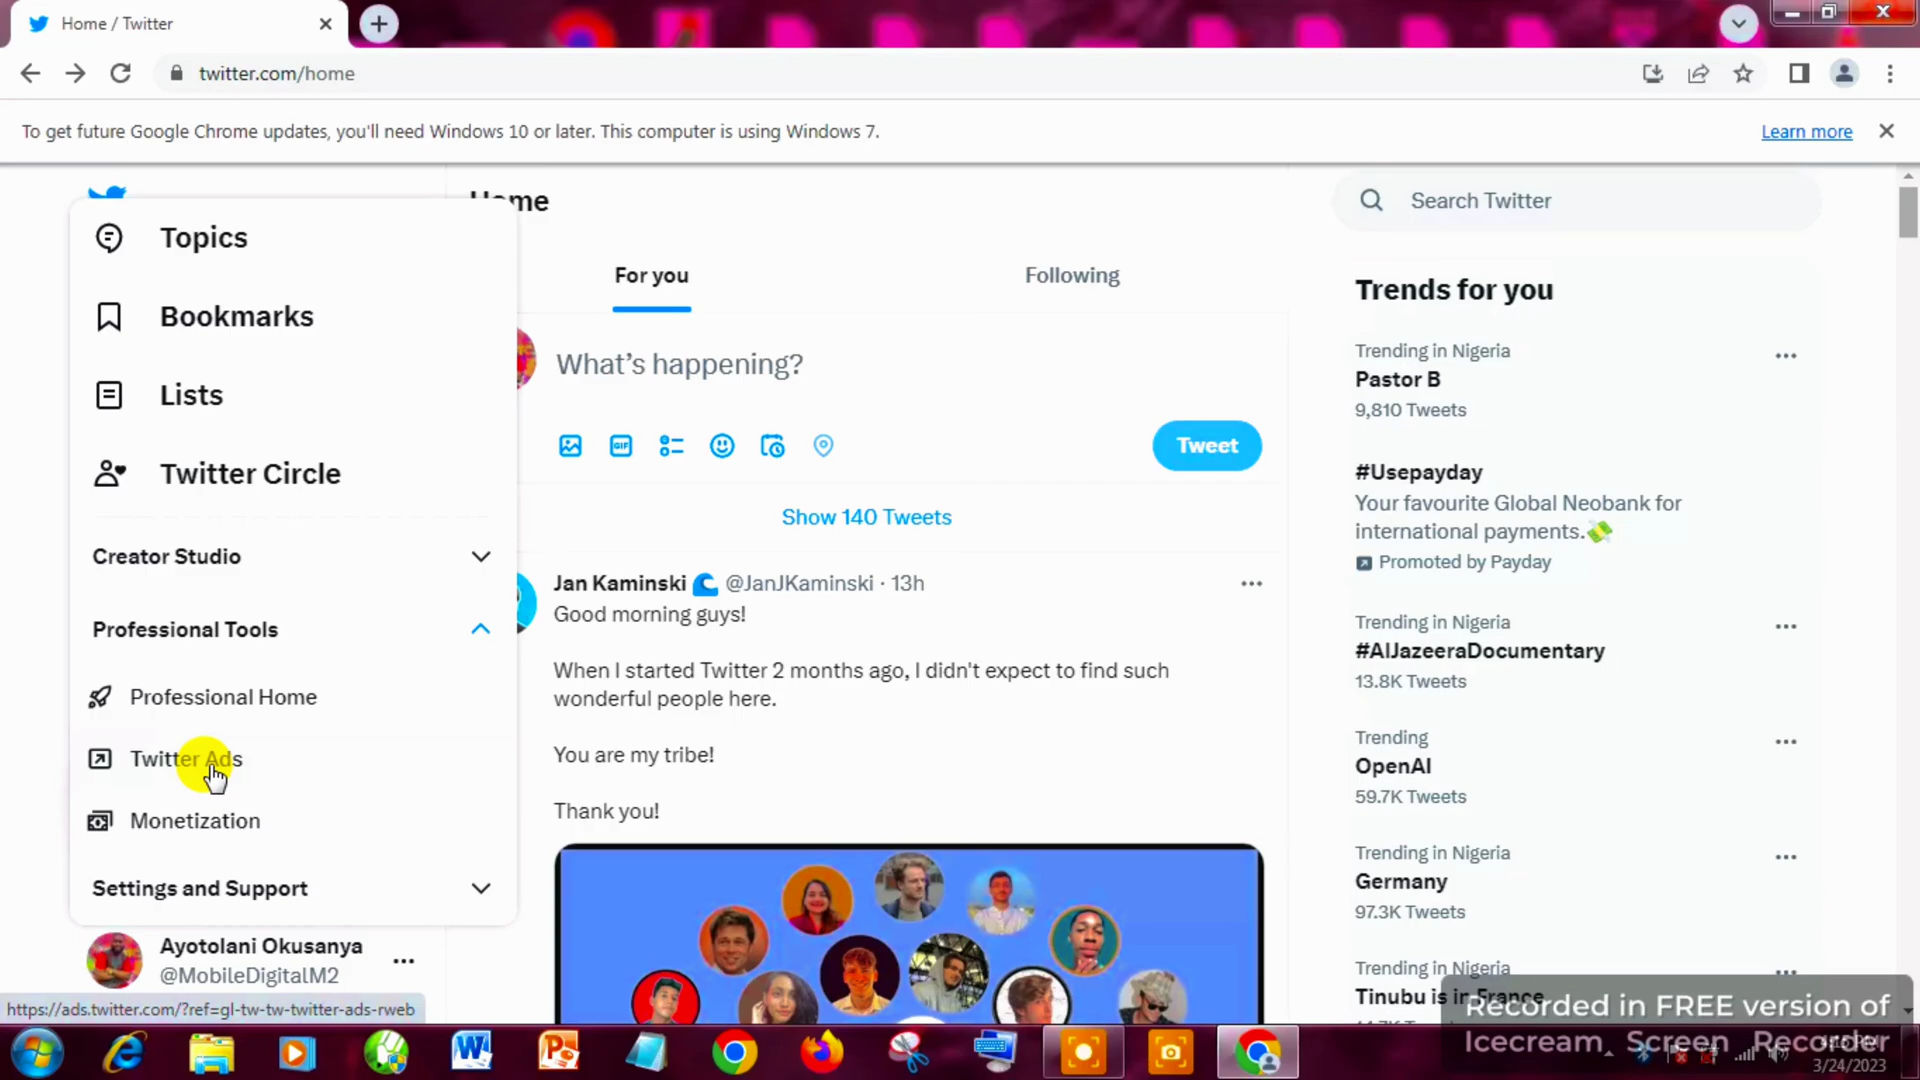 Home / Twitter
twitter.com/home
To get future Google Chrome updates, you'll need Windows 10 or later. This computer is using Windows 7.
Learn more
Topics
Bookmarks
Lists
Twitter Circle
Creator Studio
Professional Tools
Professional Home
Twitter Ads
Monetization
Settings and Support
Ayotolani Okusanya
@MobileDigitalM2
https://ads.twitter.com/?ref=gl-tw-tw-twitter-ads-rweb
Home
For you
Following
What's happening?
GIF
Tweet
Show 140 Tweets
Jan Kaminski 🌊 @JanJKaminski · 13h
Good morning guys!
When I started Twitter 2 months ago, I didn't expect to find such
wonderful people here.
You are my tribe!
Thank you!
Search Twitter
Trends for you
Trending in Nigeria
Pastor B
9,810 Tweets
#Usepayday
Your favourite Global Neobank for
international payments.💸
Promoted by Payday
Trending in Nigeria
#AlJazeeraDocumentary
13.8K Tweets
Trending
OpenAI
59.7K Tweets
Trending in Nigeria
Germany
97.3K Tweets
Trending in Nigeria
Tinubu is in France
Recorded in FREE version of
Icecream Screen Recorder
3/24/2023